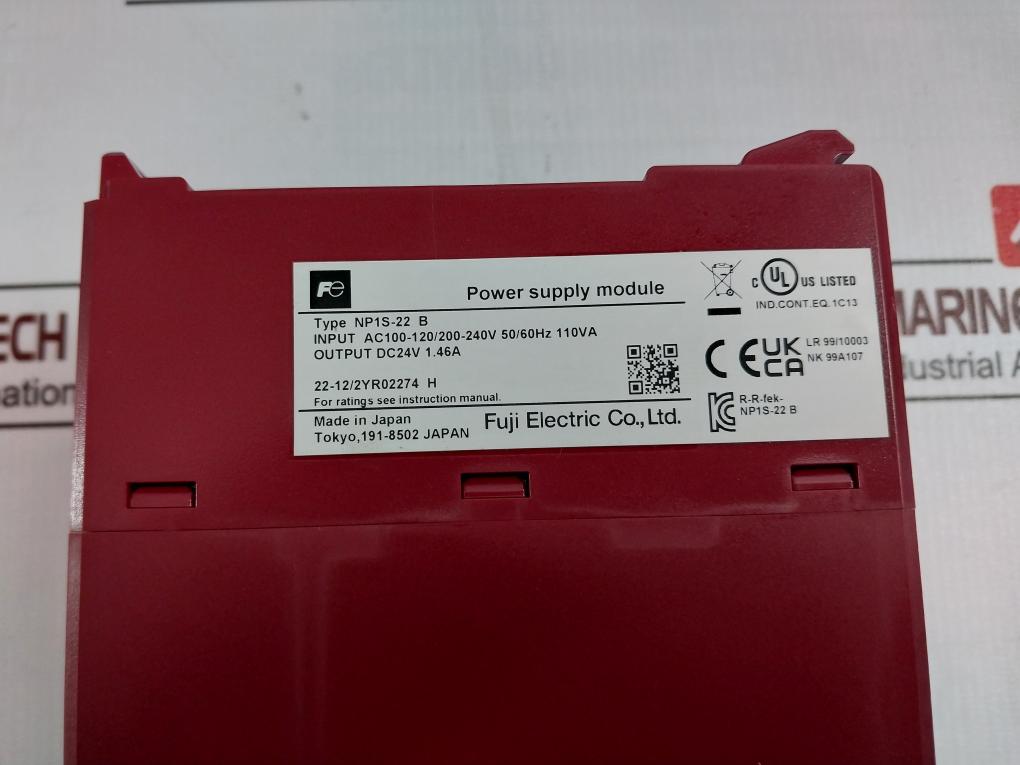 Fe
Power supply module
Type NP1S-22 B
INPUT AC100-120/200-240V 50/60Hz 110VA
OUTPUT DC24V 1.46A
22-12/2YR02274 H
For ratings see instruction manual.
Made in Japan
Tokyo,191-8502 JAPAN
Fuji Electric Co.,Ltd.
C UL US LISTED
IND.CONT.EQ.1C13
CE UK CA
LR 99/10003
NK 99A107
R-R-fek-
NP1S-22 B
ECH
MARIN
dustrial A